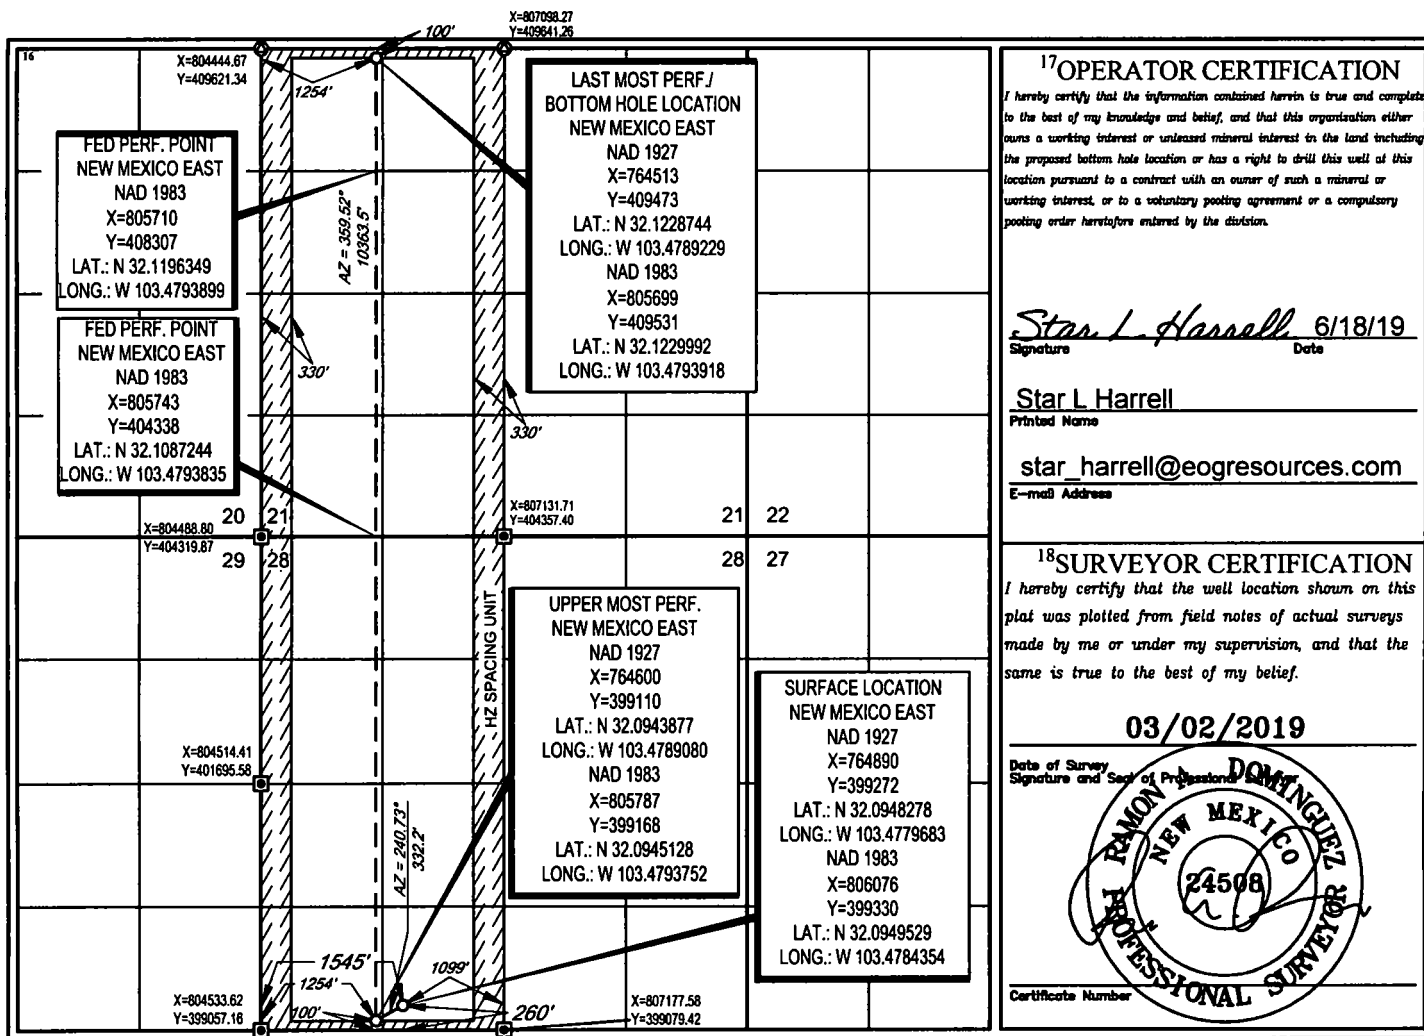 16
X=804444.67
Y=409621.34
1254'
100'
X=807098.27
Y=409641.26
FED PERF. POINT
NEW MEXICO EAST
NAD 1983
X=805710
Y=408307
LAT.: N 32.1196349
LONG.: W 103.4793899
FED PERF. POINT
NEW MEXICO EAST
NAD 1983
X=805743
Y=404338
LAT.: N 32.1087244
LONG.: W 103.4793835
AZ = 359.52°
10363.5'
330'
330'
LAST MOST PERF./
BOTTOM HOLE LOCATION
NEW MEXICO EAST
NAD 1927
X=764513
Y=409473
LAT.: N 32.1228744
LONG.: W 103.4789229
NAD 1983
X=805699
Y=409531
LAT.: N 32.1229992
LONG.: W 103.4793918
20 21
X=804488.80
Y=404319.87
29 28
X=807131.71
Y=404357.40
21 22
28 27
HZ SPACING UNIT
UPPER MOST PERF.
NEW MEXICO EAST
NAD 1927
X=764600
Y=399110
LAT.: N 32.0943877
LONG.: W 103.4789080
NAD 1983
X=805787
Y=399168
LAT.: N 32.0945128
LONG.: W 103.4793752
SURFACE LOCATION
NEW MEXICO EAST
NAD 1927
X=764890
Y=399272
LAT.: N 32.0948278
LONG.: W 103.4779683
NAD 1983
X=806076
Y=399330
LAT.: N 32.0949529
LONG.: W 103.4784354
X=804514.41
Y=401695.58
AZ = 240.73°
332.2'
1545'
1254'
1099'
100'
260'
X=804533.62
Y=399057.16
X=807177.58
Y=399079.42
17 OPERATOR CERTIFICATION
I hereby certify that the information contained herein is true and complete
to the best of my knowledge and belief, and that this organization either
owns a working interest or unleased mineral interest in the land including
the proposed bottom hole location or has a right to drill this well at this
location pursuant to a contract with an owner of such a mineral or
working interest, or to a voluntary pooling agreement or a compulsory
pooling order heretofore entered by the division.
Star L Harrell 6/18/19
Signature Date
Star L Harrell
Printed Name
star_harrell@eogresources.com
E-mail Address
18 SURVEYOR CERTIFICATION
I hereby certify that the well location shown on this
plat was plotted from field notes of actual surveys
made by me or under my supervision, and that the
same is true to the best of my belief.
03/02/2019
Date of Survey
Signature and Seal of Professional Surveyor
RAMON A. DOMINGUEZ
NEW MEXICO
24508
PROFESSIONAL SURVEYOR
Certificate Number